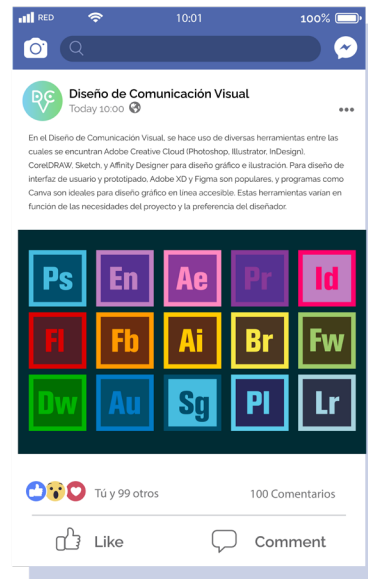 RED 10:01 100%
DCV
Diseño de Comunicación Visual
Today 10:00
En el Diseño de Comunicación Visual, se hace uso de diversas herramientas entre las
cuales se encuntran Adobe Creative Cloud (Photoshop, Illustrator, InDesign),
CorelDRAW, Sketch, y Affinity Designer para diseño gráfico e ilustración. Para diseño de
interfaz de usuario y prototipado, Adobe XD y Figma son populares, y programas como
Canva son ideales para diseño gráfico en línea accesible. Estas herramientas varían en
función de las necesidades del proyecto y la preferencia del diseñador.
Ps En Ae Pr Id
Fl Fb Ai Br Fw
Dw Au Sg Pl Lr
Tú y 99 otros 100 Comentarios
Like Comment